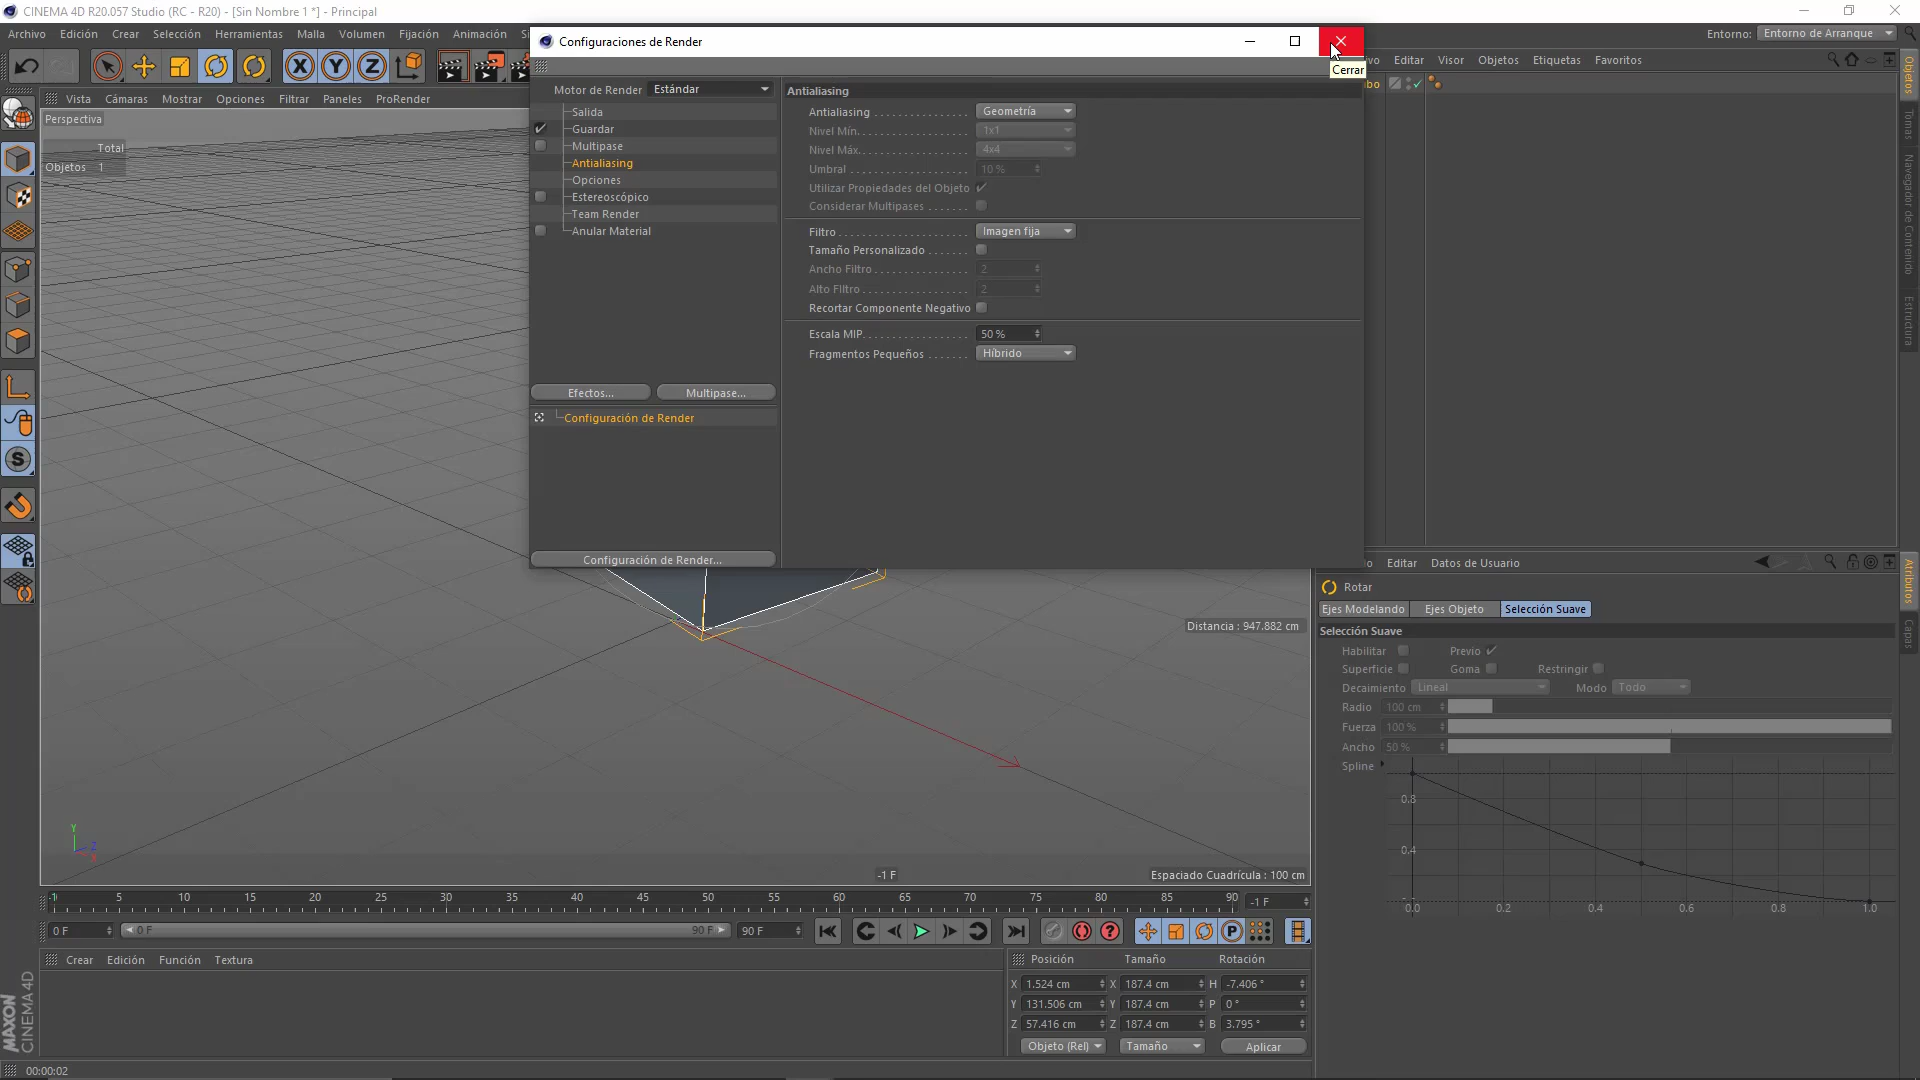 CINEMA 4D R20.057 Studio (RC - R20) - [Sin Nombre 1 *] - Principal
Archivo Edición Crear Selección Herramientas Malla Volumen Fijación Animación
Entorno: Entorno de Arranque
Configuraciones de Render
Cerrar
Editar Visor Objetos Etiquetas Favoritos
Vista Cámaras Mostrar Opciones Filtrar Paneles ProRender
Perspectiva
Total
Objetos 1
Motor de Render Estándar
Salida
Guardar
Multipase
Antialiasing
Opciones
Estereoscópico
Team Render
Anular Material
Efectos...
Multipase...
Configuración de Render
Configuración de Render...
Antialiasing
Antialiasing Geometría
Nivel Mín. 1x1
Nivel Máx. 4x4
Umbral 10 %
Utilizar Propiedades del Objeto
Considerar Multipases
Filtro Imagen fija
Tamaño Personalizado
Ancho Filtro 2
Alto FIltro 2
Recortar Componente Negativo
Escala MIP 50 %
Fragmentos Pequeños Híbrido
Objetos
Tomas
Navegador de Contenido
Estructura
Editar Datos de Usuario
Rotar
Ejes Modelando Ejes Objeto Selección Suave
Selección Suave
Habilitar Previo
Superficie Goma Restringir
Decaimiento Lineal Modo Todo
Radio 100 cm
Fuerza 100 %
Ancho 50 %
Spline
0.8
0.4
0.0 0.2 0.4 0.6 0.8 1.0
Atributos
Capas
Distancia : 947.882 cm
Y
Z
X
-1 F
Espaciado Cuadrícula : 100 cm
-1 5 10 15 20 25 30 35 40 45 50 55 60 65 70 75 80 85 90 -1 F
0 F 0 F 90 F 90 F
Crear Edición Función Textura
Posición Tamaño Rotación
X 1.524 cm X 187.4 cm H -7.406 °
Y 131.506 cm Y 187.4 cm P 0 °
Z 57.416 cm Z 187.4 cm B 3.795 °
Objeto (Rel) Tamaño Aplicar
MAXON
CINEMA 4D
00:00:02